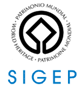 WORLD HERITAGE • PATRIMOINE MONDIAL • PATRIMONIO MUNDIAL •
SIGEP